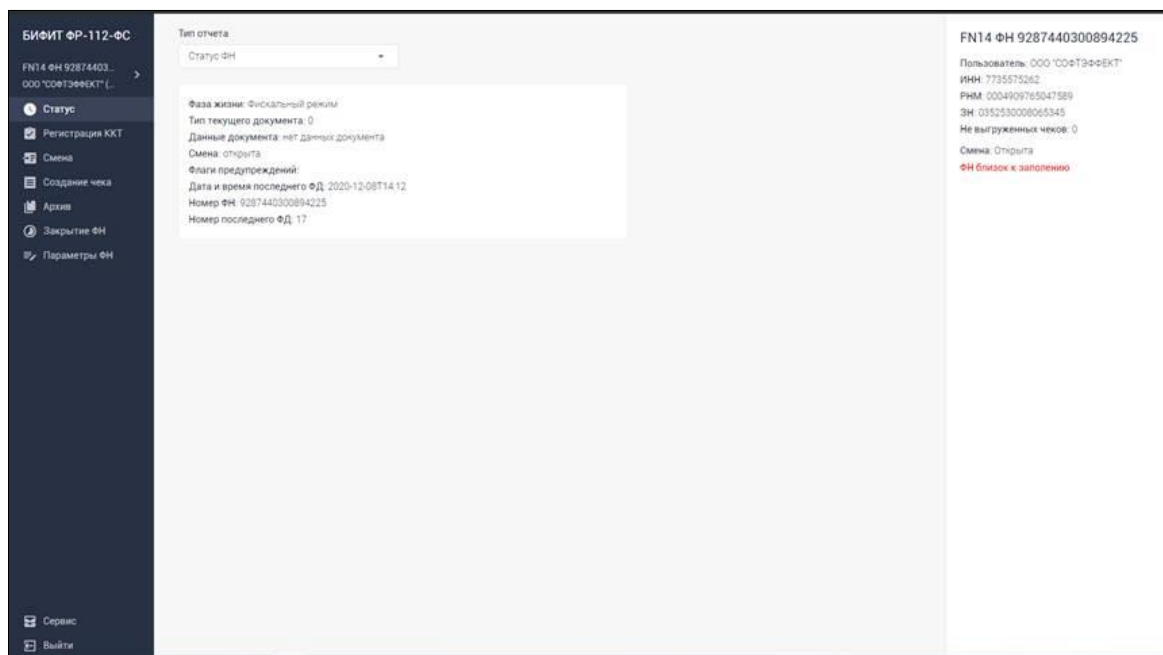 БИФИТ ФР-112-ФС
FN14 ФН 92874403...
ООО "СОФТЭФФЕКТ" (...
Статус
Регистрация ККТ
Смена
Создание чека
Архив
Закрытие ФН
Параметры ФН
Сервис
Выйти
Тип отчета
Статус ФН
Фаза жизни: Фискальный режим
Тип текущего документа: 0
Данные документа: нет данных документа
Смена: открыта
Флаги предупреждений:
Дата и время последнего ФД: 2020-12-08T14:12
Номер ФН: 9287440300894225
Номер последнего ФД: 17
FN14 ФН 9287440300894225
Пользователь: ООО "СОФТЭФФЕКТ"
ИНН: 7735575262
РНМ: 0004909765047589
ЗН: 0352530008065345
Не выгруженных чеков: 0
Смена: Открыта
ФН близок к заполению